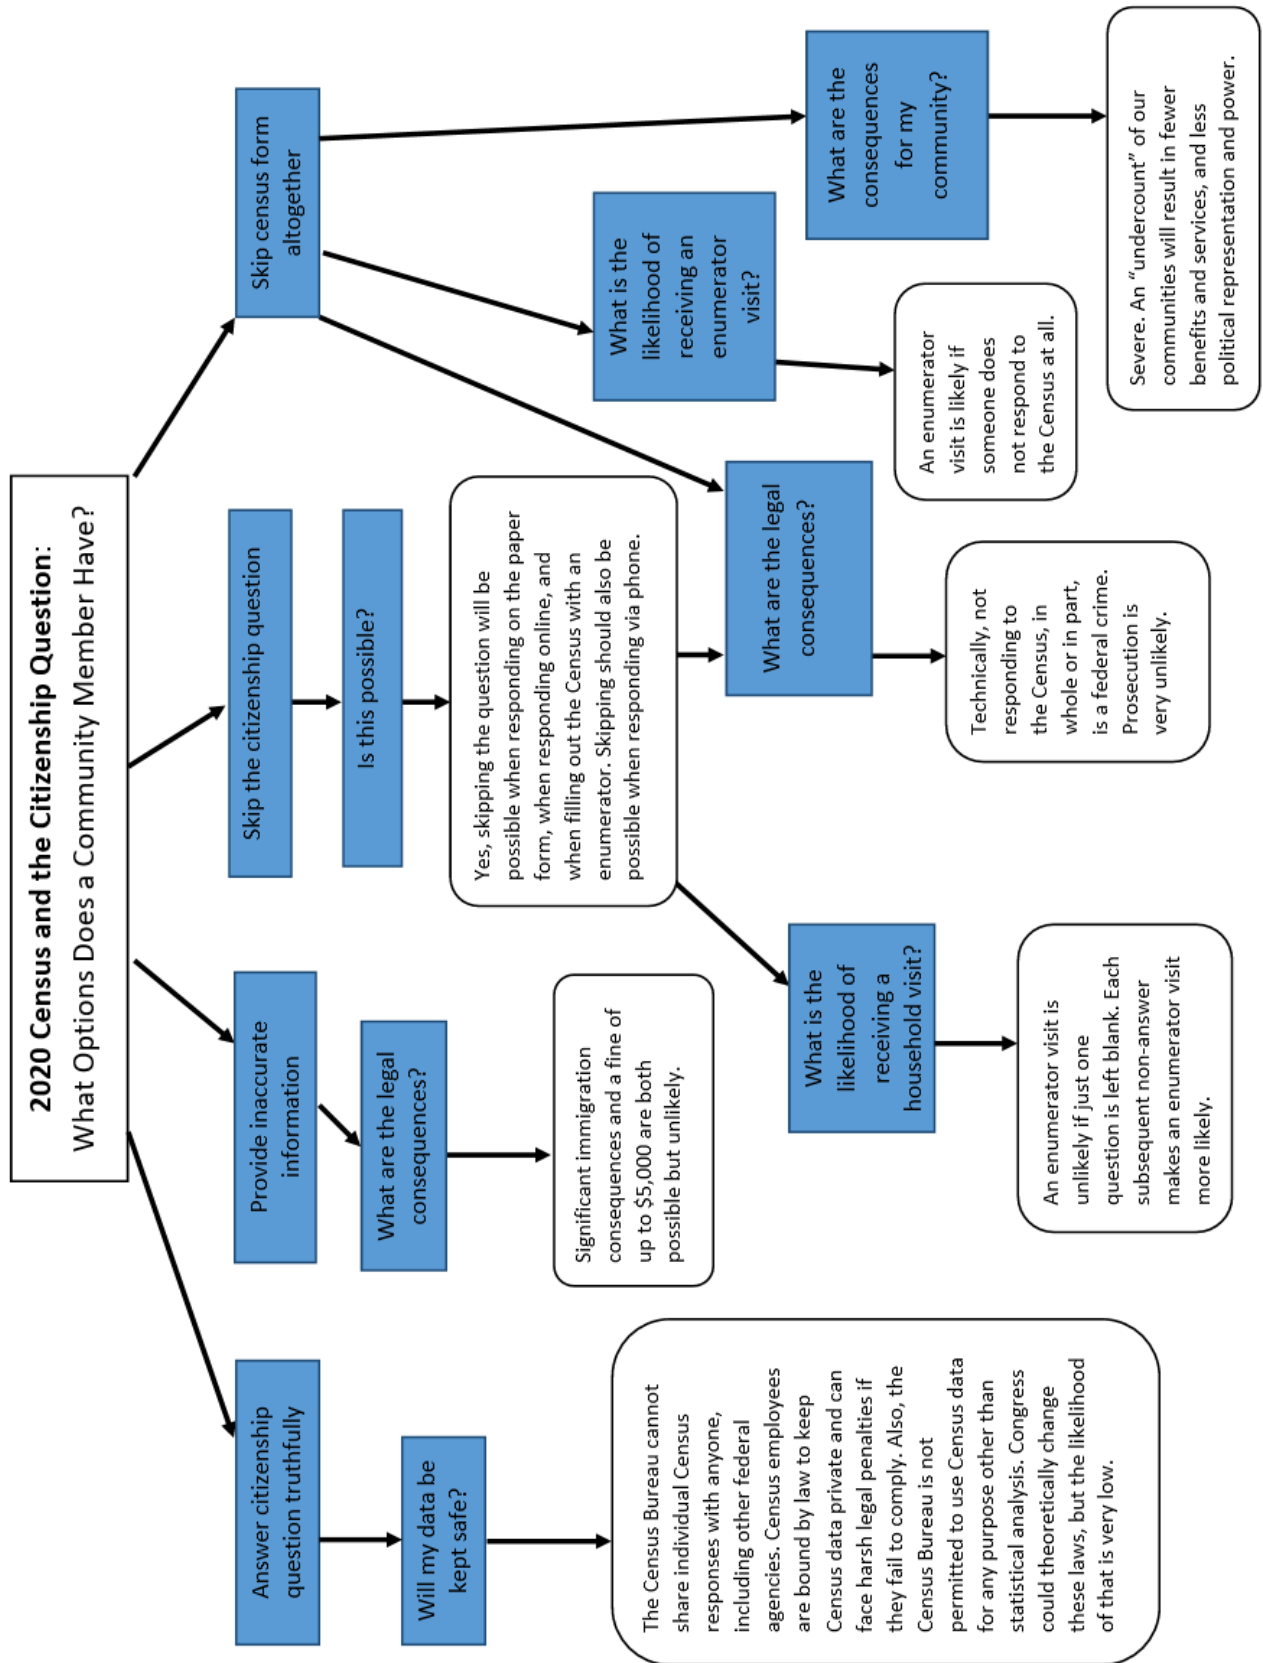 2020 Census and the Citizenship Question:
What Options Does a Community Member Have?
Answer citizenship
question truthfully
Will my data be
kept safe?
The Census Bureau cannot
share individual Census
responses with anyone,
including other federal
agencies. Census employees
are bound by law to keep
Census data private and can
face harsh legal penalties if
they fail to comply. Also, the
Census Bureau is not
permitted to use Census data
for any purpose other than
statistical analysis. Congress
could theoretically change
these laws, but the likelihood
of that is very low.
Provide inaccurate
information
What are the legal
consequences?
Significant immigration
consequences and a fine of
up to $5,000 are both
possible but unlikely.
Skip the citizenship question
Is this possible?
Yes, skipping the question will be
possible when responding on the paper
form, when responding online, and
when filling out the Census with an
enumerator. Skipping should also be
possible when responding via phone.
What is the
likelihood of
receiving a
household visit?
An enumerator visit is
unlikely if just one
question is left blank. Each
subsequent non-answer
makes an enumerator visit
more likely.
What are the legal
consequences?
Technically, not
responding to
the Census, in
whole or in part,
is a federal crime.
Prosecution is
very unlikely.
Skip census form
altogether
What is the
likelihood of
receiving an
enumerator
visit?
An enumerator
visit is likely if
someone does
not respond to
the Census at all.
What are the
consequences
for my
community?
Severe. An “undercount” of our
communities will result in fewer
benefits and services, and less
political representation and power.